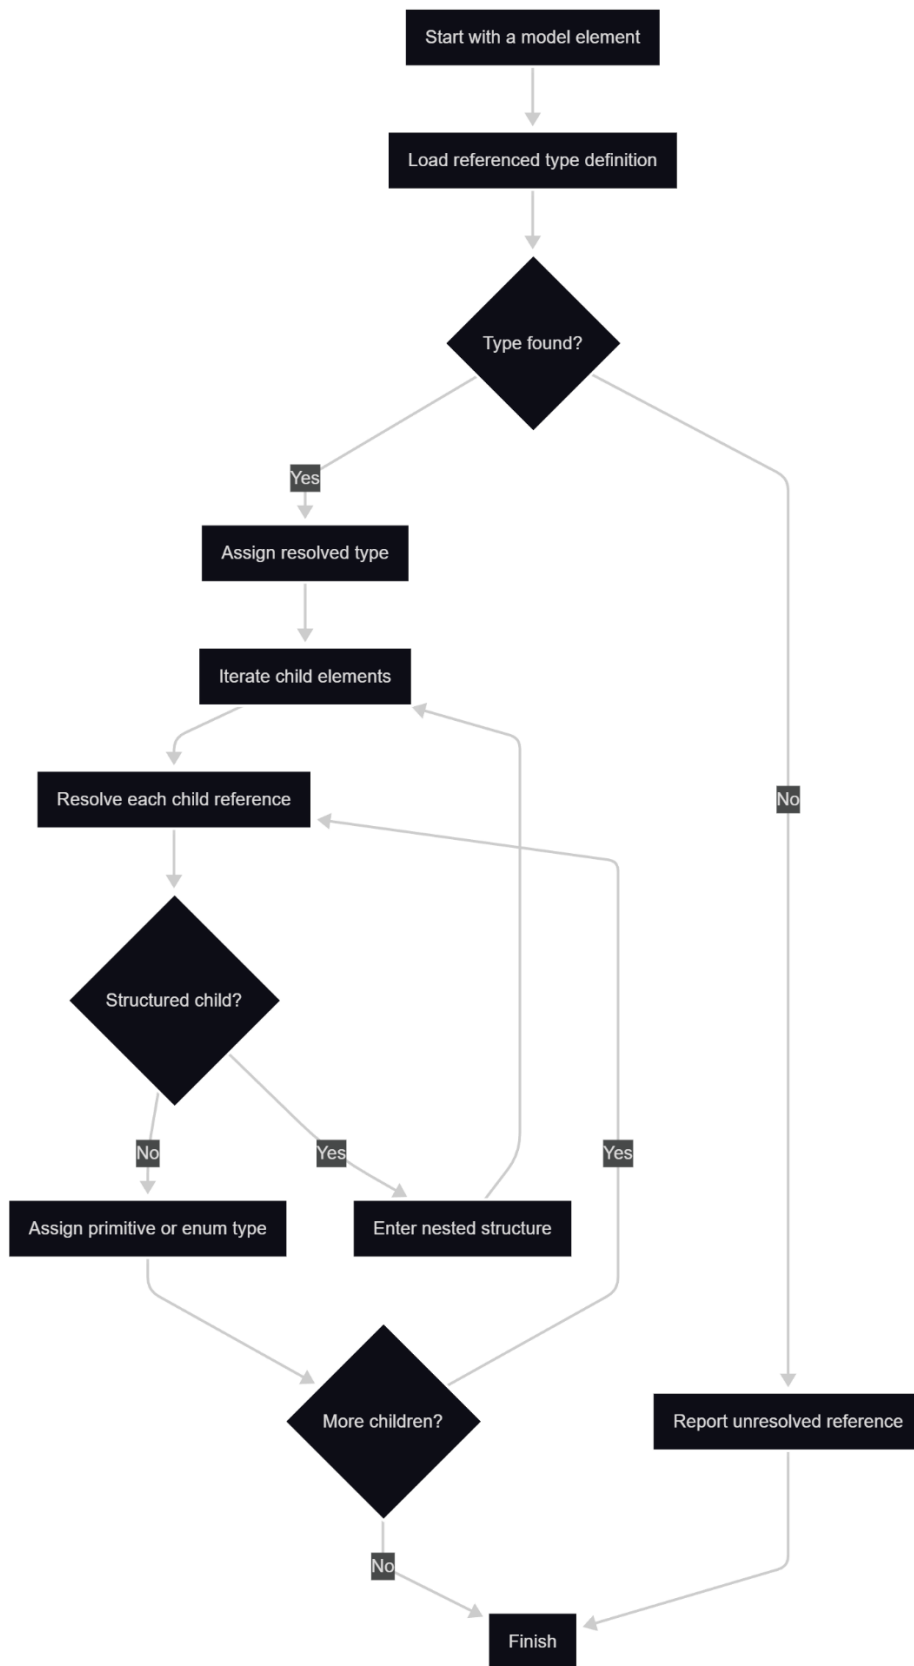 Start with a model element
Load referenced type definition
Type found?
Yes
Assign resolved type
Iterate child elements
Resolve each child reference
No
Structured child?
No
Yes
Yes
Assign primitive or enum type
Enter nested structure
More children?
Report unresolved reference
No
Finish